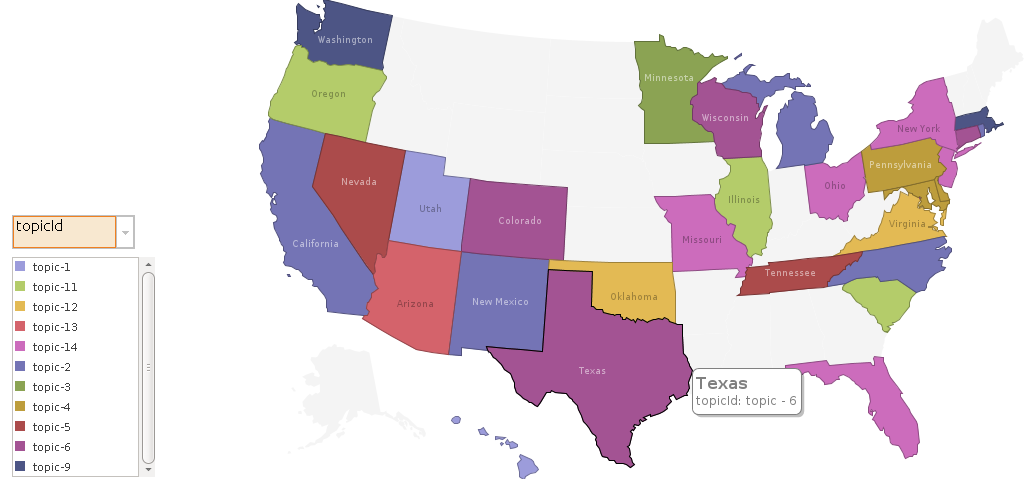 topicId
topic-1
topic-11
topic-12
topic-13
topic-14
topic-2
topic-3
topic-4
topic-5
topic-6
topic-9
Washington
Oregon
California
Nevada
Utah
Arizona
Colorado
New Mexico
Texas
Oklahoma
Minnesota
Wisconsin
Illinois
Missouri
Tennessee
Ohio
New York
Pennsylvania
Virginia
Texas
topicId: topic - 6